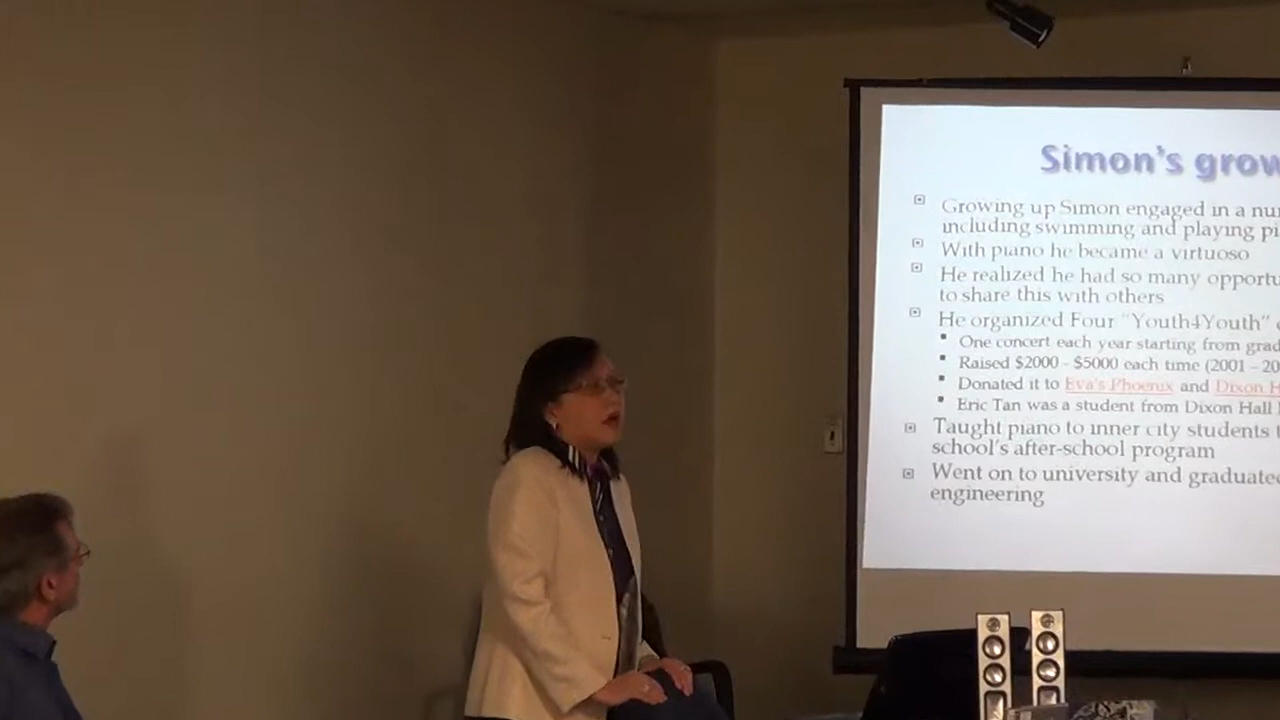 Simon's grow
Growing up Simon engaged in a nu
including swimming and playing pi
With piano he became a virtuoso
He realized he had so many opportu
to share this with others
He organized Four "Youth4Youth"
One concert each year starting from grad
Raised $2000 - $5000 each time (2001 - 20
Donated it to Eva's Phoenix and Dixon H
Eric Tan was a student from Dixon Hall
Taught piano to inner city students t
school's after-school program
Went on to university and graduate
engineering